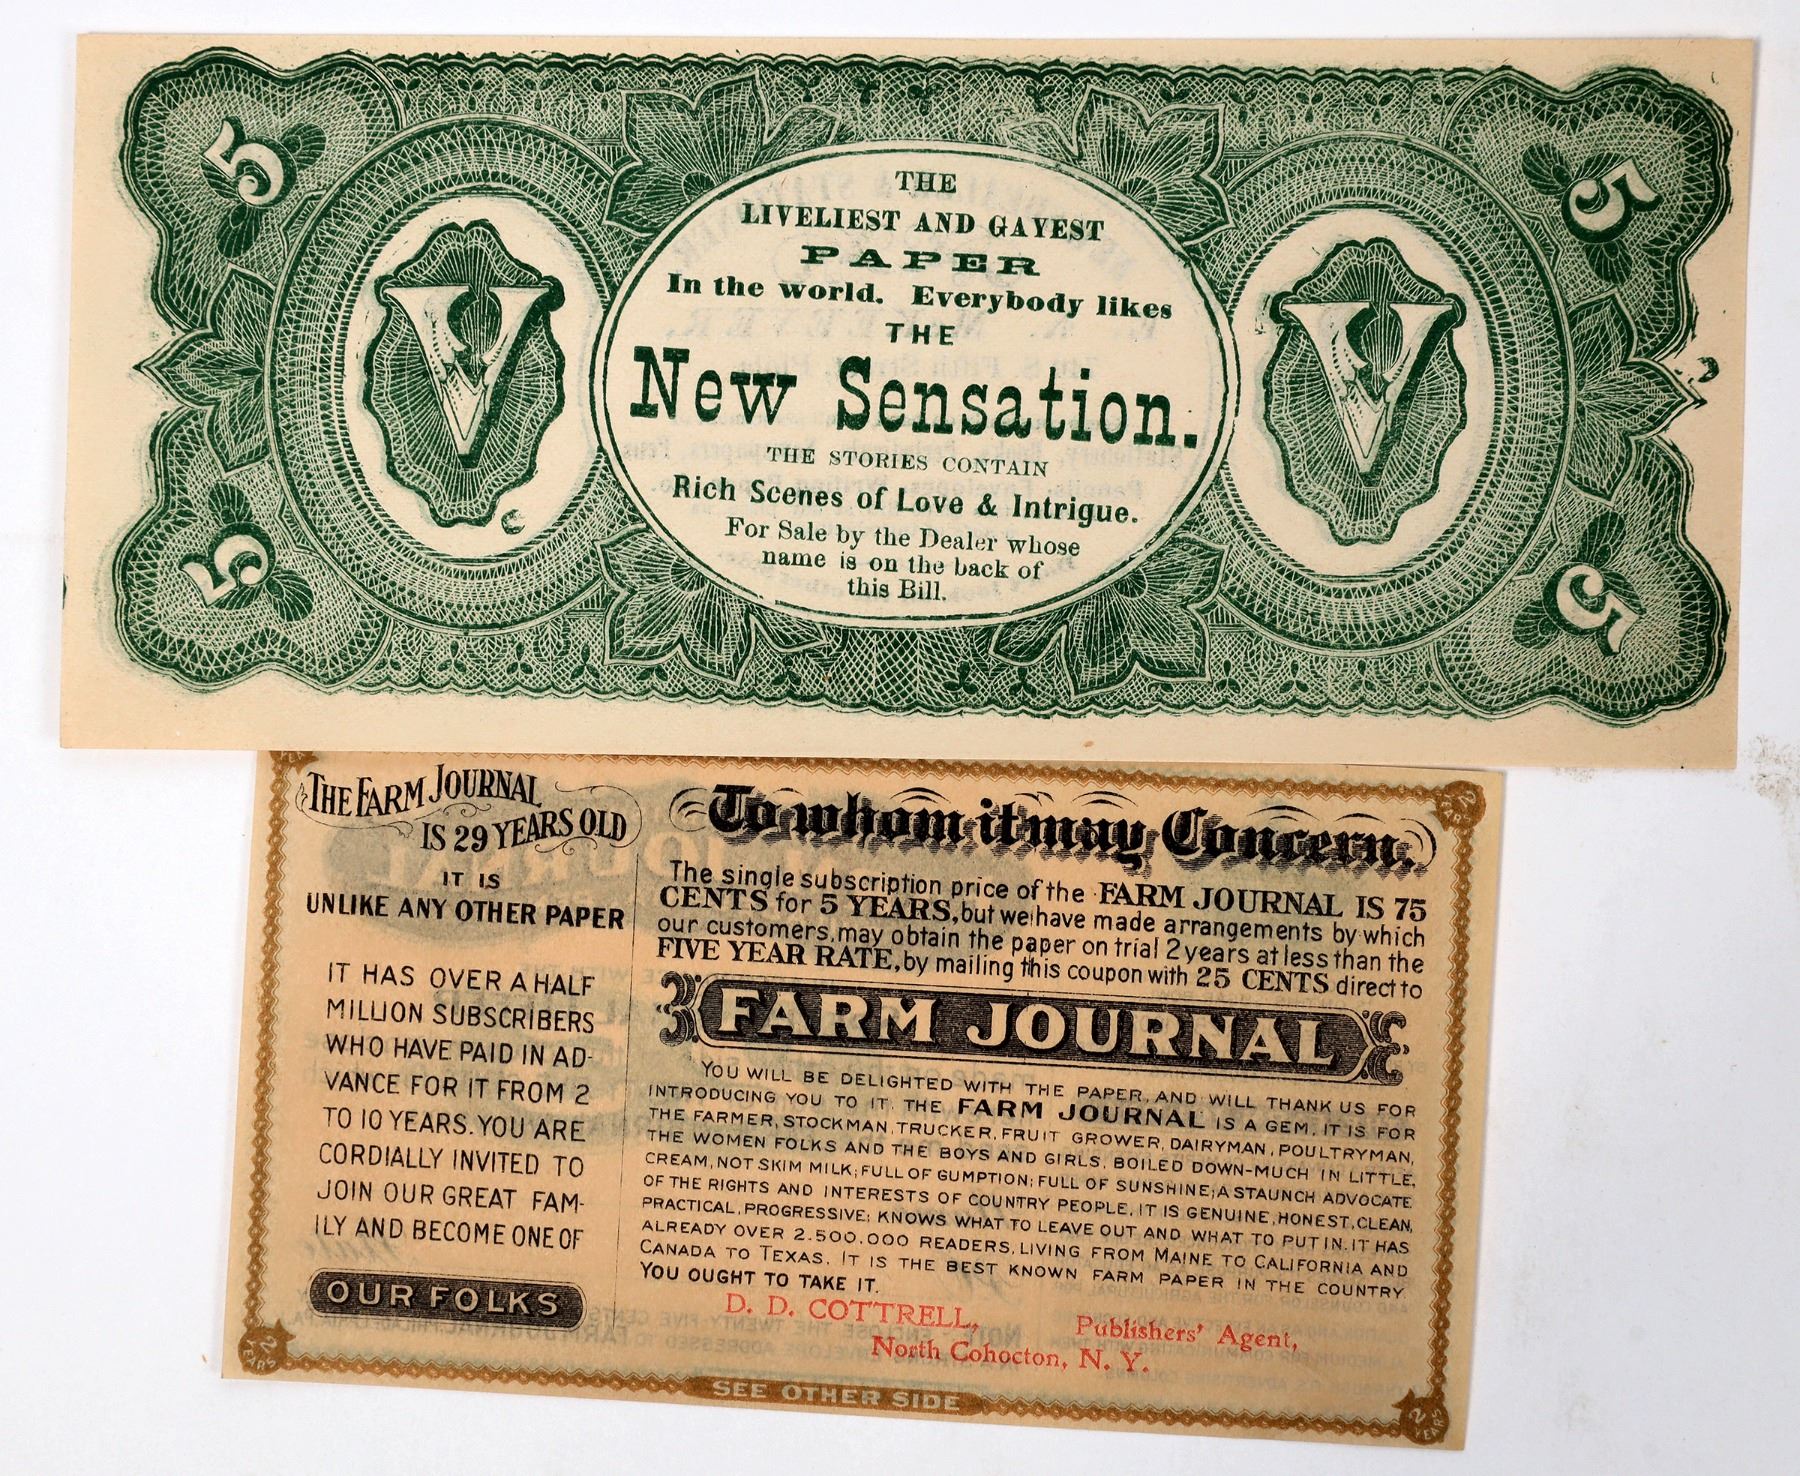 5
5
THE
LIVELIEST AND GAYEST
PAPER
In the world. Everybody likes
THE
V
New Sensation.
V
THE STORIES CONTAIN
Rich Scenes of Love & Intrigue.
For Sale by the Dealer whose
name is on the back of
this Bill.
5
5
THE FARM JOURNAL
IS 29 YEARS OLD
IT IS
UNLIKE ANY OTHER PAPER
IT HAS OVER A HALF
MILLION SUBSCRIBERS
WHO HAVE PAID IN AD-
VANCE FOR IT FROM 2
TO 10 YEARS. YOU ARE
CORDIALLY INVITED TO
JOIN OUR GREAT FAM-
ILY AND BECOME ONE OF
OUR FOLKS
To whom it may Concern.
The single subscription price of the FARM JOURNAL IS 75
CENTS for 5 YEARS, but we have made arrangements by which
our customers, may obtain the paper on trial 2 years at less than the
FIVE YEAR RATE, by mailing this coupon with 25 CENTS direct to
FARM JOURNAL
YOU WILL BE DELIGHTED WITH THE PAPER, AND WILL THANK US FOR
INTRODUCING YOU TO IT. THE FARM JOURNAL IS A GEM, IT IS FOR
THE FARMER, STOCKMAN, TRUCKER, FRUIT GROWER, DAIRYMAN, POULTRYMAN,
THE WOMEN FOLKS AND THE BOYS AND GIRLS, BOILED DOWN-MUCH IN LITTLE,
CREAM, NOT SKIM MILK; FULL OF GUMPTION; FULL OF SUNSHINE; A STAUNCH ADVOCATE
OF THE RIGHTS AND INTERESTS OF COUNTRY PEOPLE, IT IS GENUINE, HONEST, CLEAN,
PRACTICAL, PROGRESSIVE; KNOWS WHAT TO LEAVE OUT AND WHAT TO PUT IN. IT HAS
ALREADY OVER 2.500.000 READERS, LIVING FROM MAINE TO CALIFORNIA AND
CANADA TO TEXAS. IT IS THE BEST KNOWN FARM PAPER IN THE COUNTRY.
YOU OUGHT TO TAKE IT.
D. D. COTTRELL,
Publishers' Agent,
North Cohocton, N. Y.
2 YEARS
2 YEARS
2 YEARS
SEE OTHER SIDE